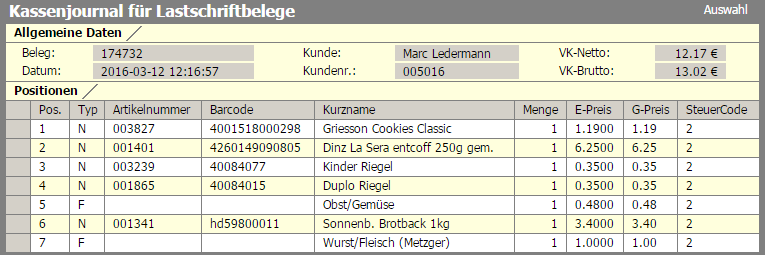 Kassenjournal für Lastschriftbelege Auswahl
Allgemeine Daten
Beleg: 174732 Kunde: Marc Ledermann VK-Netto: 12.17 €
Datum: 2016-03-12 12:16:57 Kundennr.: 005016 VK-Brutto: 13.02 €
Positionen
Pos. Typ Artikelnummer Barcode Kurzname Menge E-Preis G-Preis SteuerCode
1 N 003827 4001518000298 Griesson Cookies Classic 1 1.1900 1.19 2
2 N 001401 4260149090805 Dinz La Sera entcoff 250g gem. 1 6.2500 6.25 2
3 N 003239 40084077 Kinder Riegel 1 0.3500 0.35 2
4 N 001865 40084015 Duplo Riegel 1 0.3500 0.35 2
5 F Obst/Gemüse 1 0.4800 0.48 2
6 N 001341 hd59800011 Sonnenb. Brotback 1kg 1 3.4000 3.40 2
7 F Wurst/Fleisch (Metzger) 1 1.0000 1.00 2